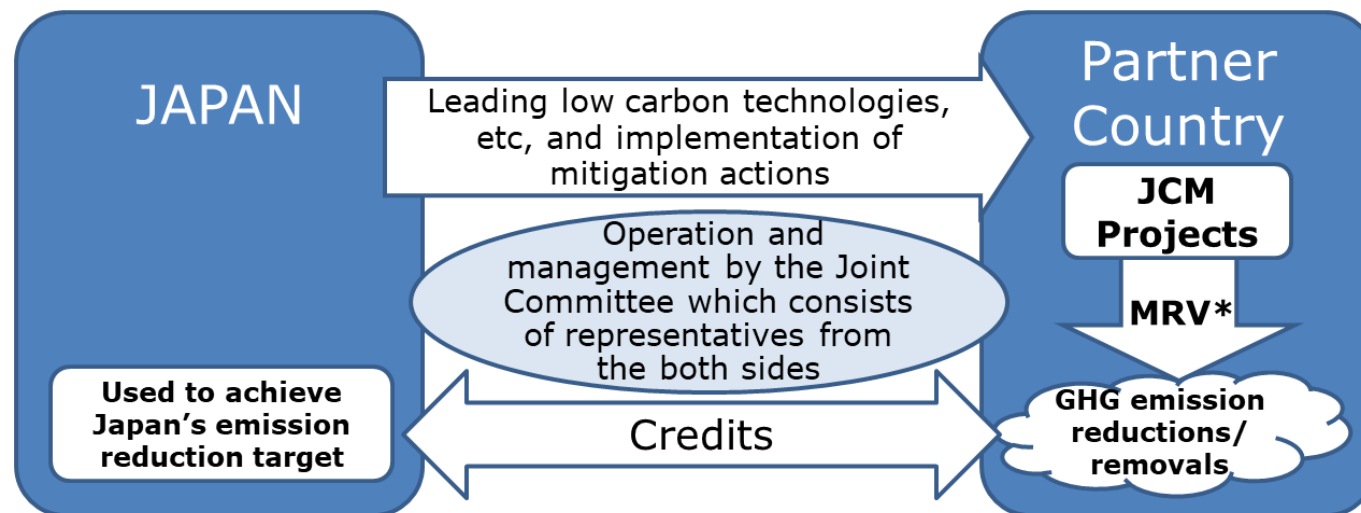 JAPAN
Leading low carbon technologies,
etc, and implementation of
mitigation actions
Partner
Country
JCM
Projects
Operation and
management by the Joint
Committee which consists
of representatives from
the both sides
MRV*
Used to achieve
Japan’s emission
reduction target
Credits
GHG emission
reductions/
removals